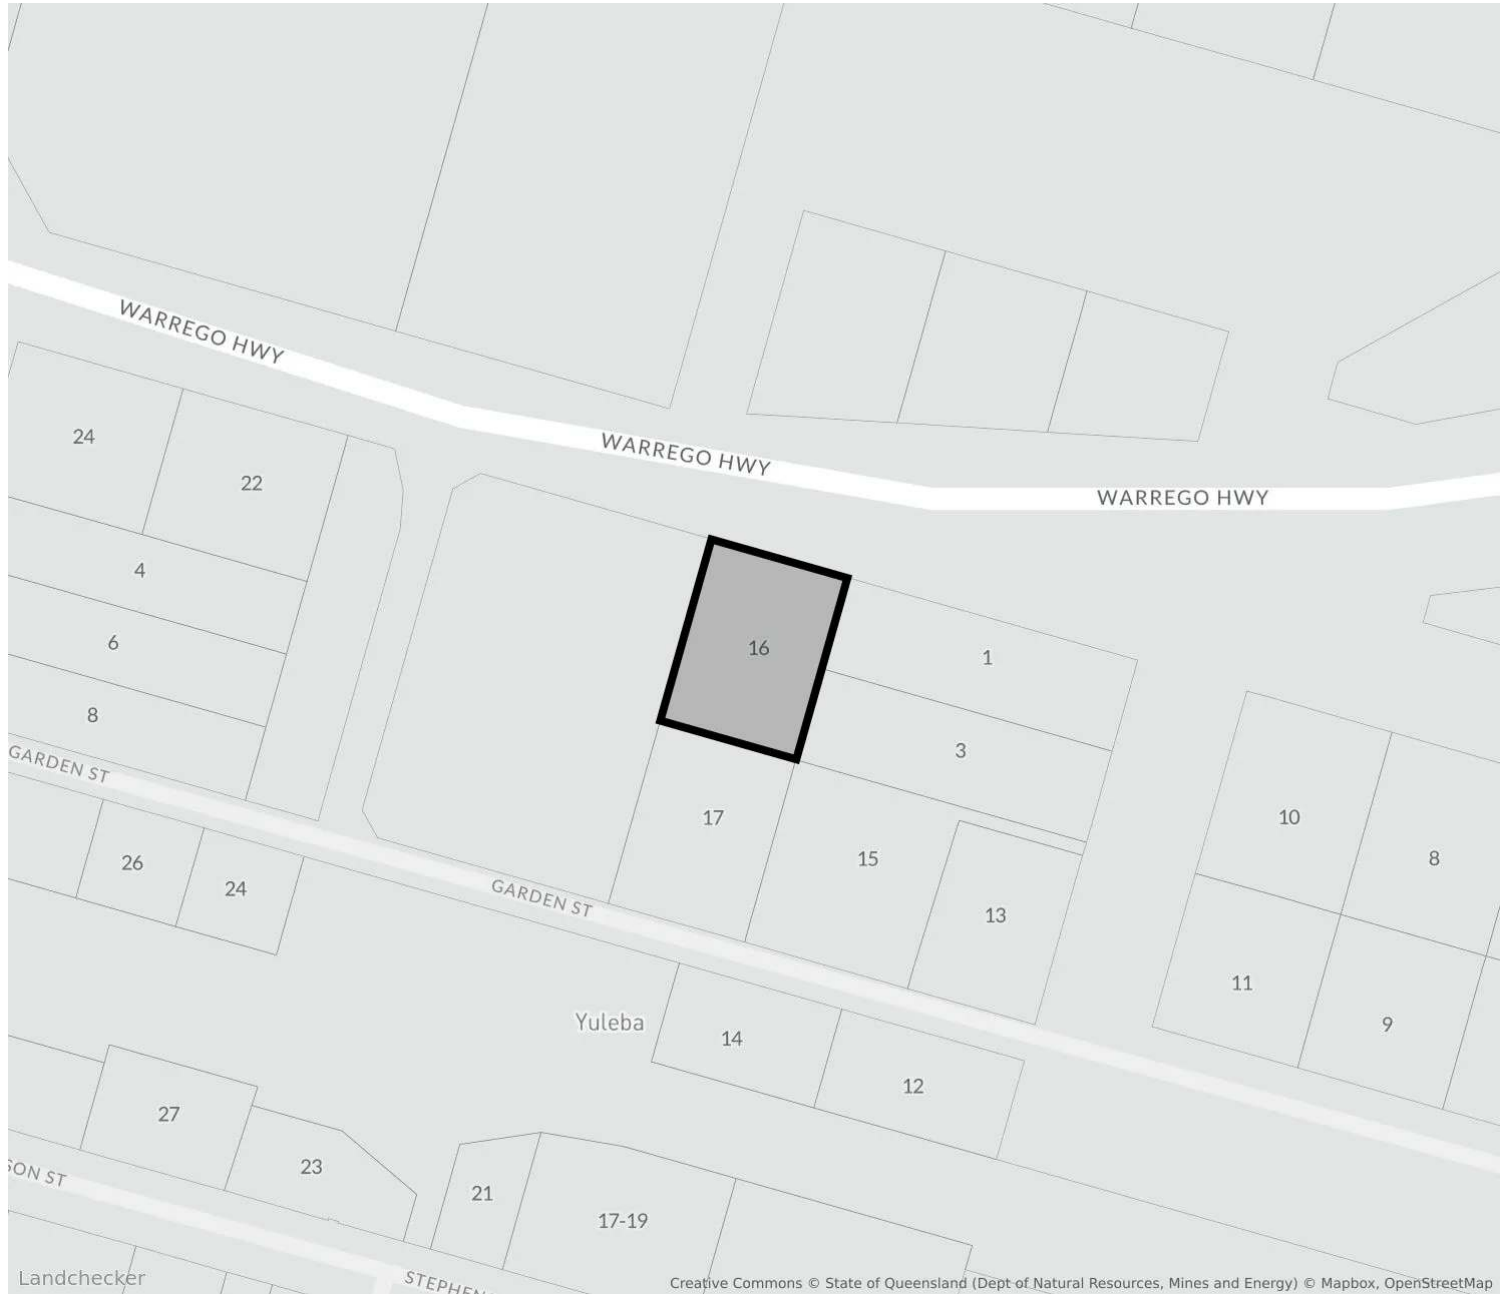 WARREGO HWY
WARREGO HWY
WARREGO HWY
24
22
4
6
8
16
1
3
GARDEN ST
17
15
13
10
8
26
24
GARDEN ST
11
9
Yuleba
14
12
27
23
SON ST
21
17-19
STEPHEN
Landchecker
Creative Commons © State of Queensland (Dept of Natural Resources, Mines and Energy) © Mapbox, OpenStreetMap